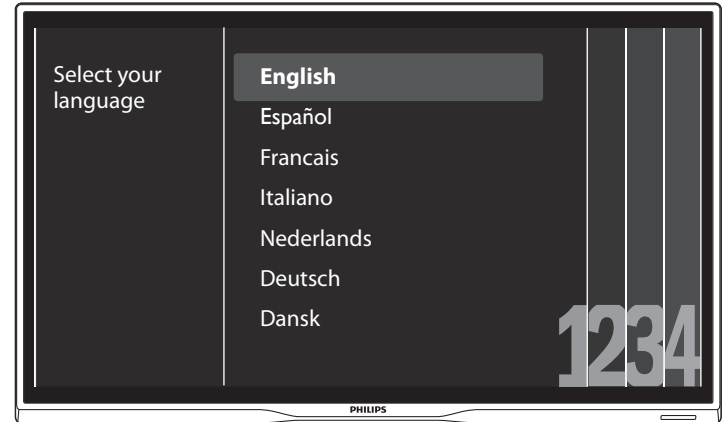 Select your
language
English
Español
Francais
Italiano
Nederlands
Deutsch
Dansk
1234
PHILIPS